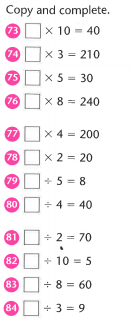 Copy and complete.
73 □ × 10 = 40
74 □ × 3 = 210
75 □ × 5 = 30
76 □ × 8 = 240
77 □ × 4 = 200
78 □ × 2 = 20
79 □ ÷ 5 = 8
80 □ ÷ 4 = 40
81 □ ÷ 2 = 70
82 □ ÷ 10 = 5
83 □ ÷ 8 = 60
84 □ ÷ 3 = 9